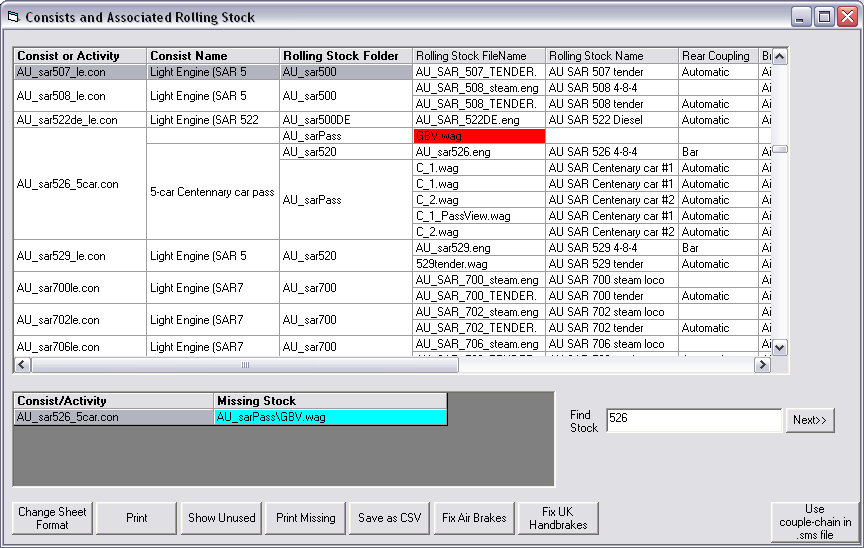 Consists and Associated Rolling Stock
Consist or Activity Consist Name Rolling Stock Folder Rolling Stock FileName Rolling Stock Name Rear Coupling
AU_sar507_le.con Light Engine (SAR 5 AU_sar500 AU_SAR_507_TENDER. AU SAR 507 tender Automatic Ai
AU_sar508_le.con Light Engine (SAR 5 AU_sar500 AU_SAR_508_steam.eng AU SAR 508 4-8-4 Ai
AU_SAR_508_TENDER. AU SAR 508 tender Automatic Ai
AU_sar522de_le.con Light Engine (SAR 522 AU_sar500DE AU_SAR_522DE.eng AU SAR 522 Diesel Automatic Ai
AU_sar526_5car.con AU_sarPass GBV.wag
AU_sar520 AU_sar526.eng AU SAR 526 4-8-4 Bar Ai
5-car Centennary car pass AU_sarPass C_1.wag AU SAR Centenary car #1 Automatic Ai
C_1.wag AU SAR Centenary car #1 Automatic Ai
C_2.wag AU SAR Centenary car #2 Automatic Ai
C_1_PassView.wag AU SAR Centenary car #1 Automatic Ai
C_2.wag AU SAR Centenary car #2 Automatic Ai
AU_sar529_le.con Light Engine (SAR 5 AU_sar520 AU_sar529.eng AU SAR 529 4-8-4 Bar Ai
529tender.wag AU SAR 529 tender Automatic Ai
AU_sar700le.con Light Engine (SAR7 AU_sar700 AU_SAR_700_steam.eng AU SAR 700 steam loco Ai
AU_SAR_700_TENDER. AU SAR 700 tender Automatic Ai
AU_sar702le.con Light Engine (SAR7 AU_sar700 AU_SAR_702_steam.eng AU SAR 702 steam loco Ai
AU_SAR_702_TENDER. AU SAR 702 tender Automatic Ai
AU_sar706le.con Light Engine (SAR7 AU_sar700 AU_SAR_706_steam.eng AU SAR 706 steam loco Ai
Consist/Activity Missing Stock
AU_sar526_5car.con AU_sarPass\GBV.wag
Find Stock 526 Next>>
Change Sheet Format
Print
Show Unused
Print Missing
Save as CSV
Fix Air Brakes
Fix UK Handbrakes
Use couple-chain in .sms file